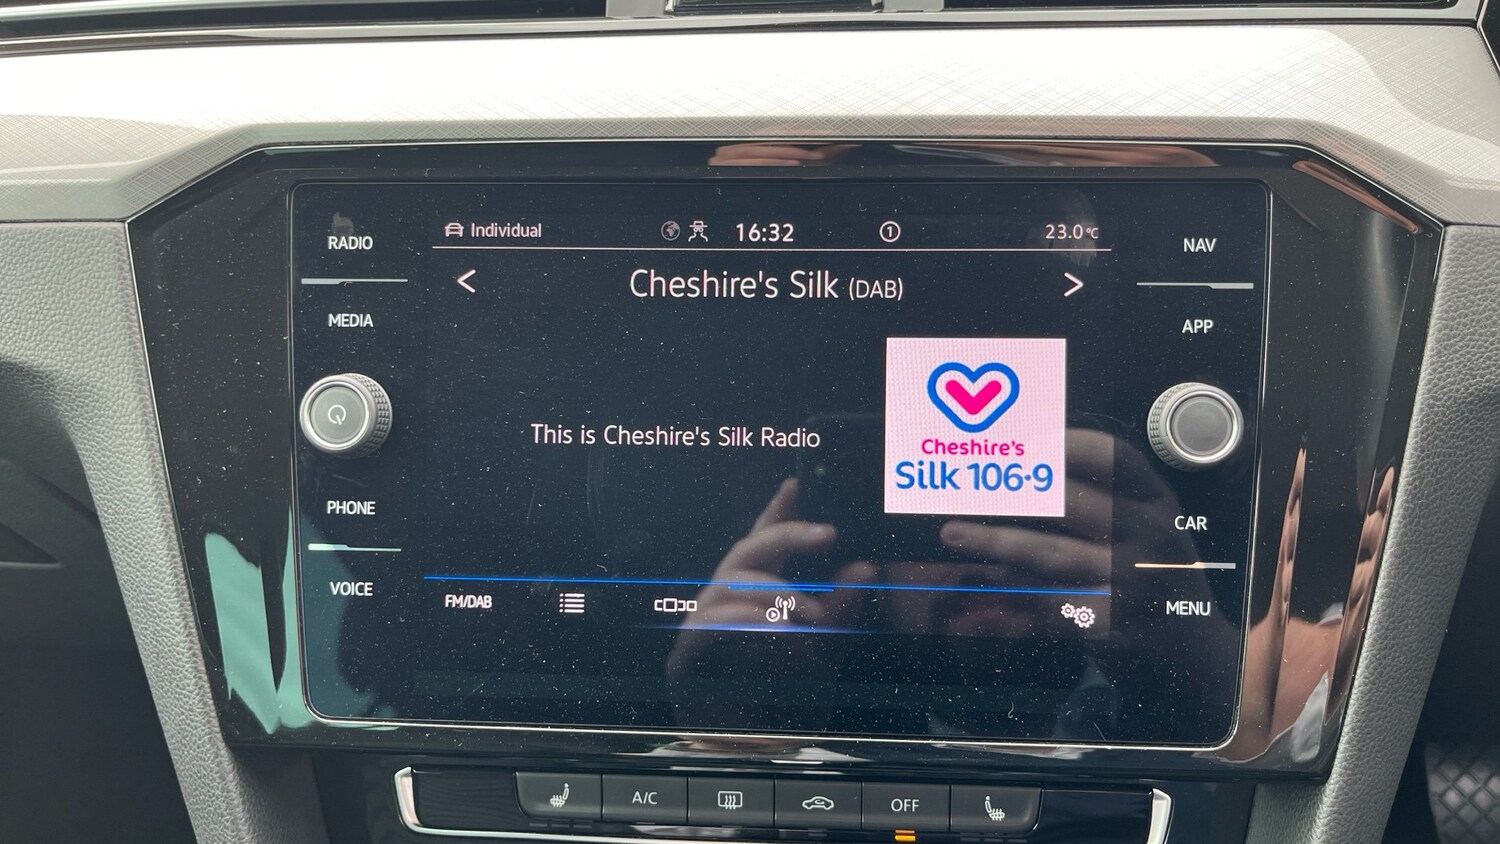 RADIO
MEDIA
PHONE
VOICE
Individual
16:32
1
23.0°C
Cheshire's Silk (DAB)
This is Cheshire's Silk Radio
Cheshire's
Silk 106.9
FM/DAB
NAV
APP
CAR
MENU
A/C
OFF